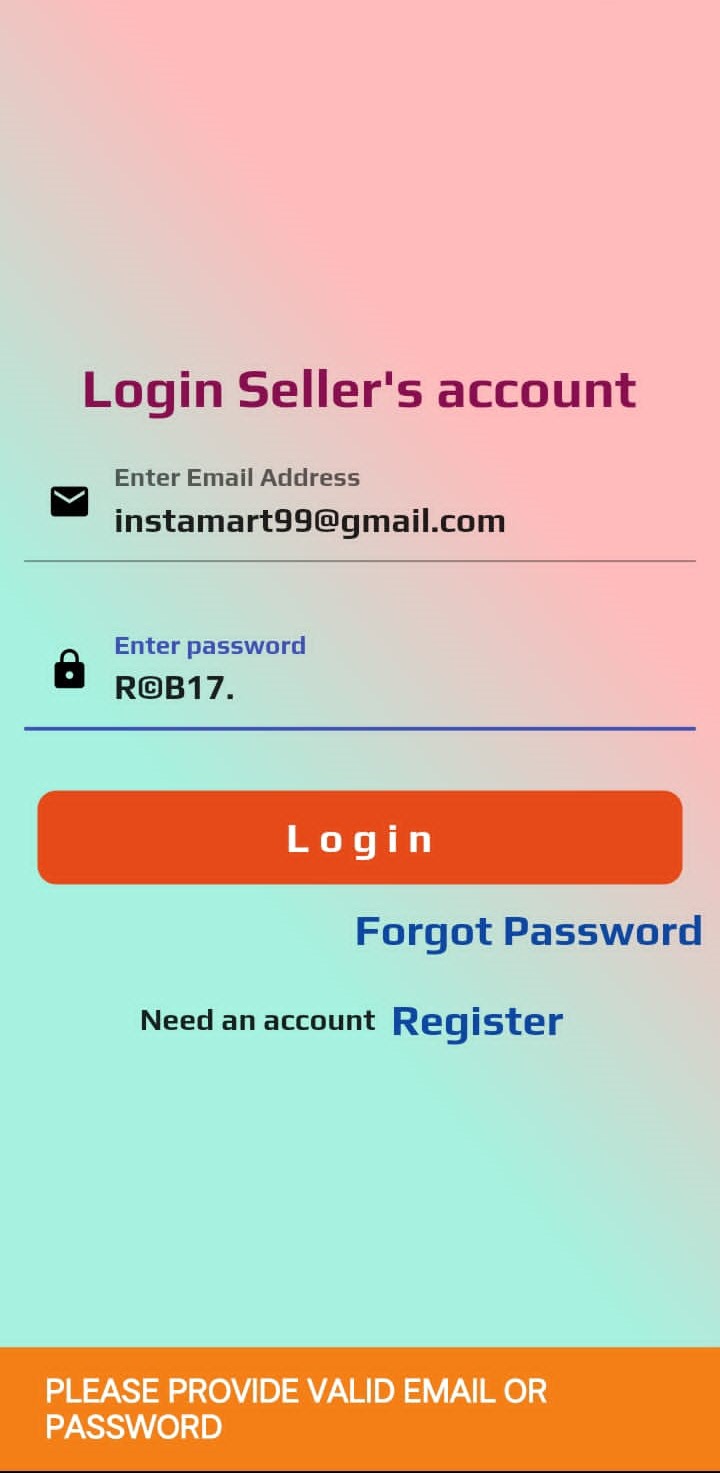 Login Seller's account
Enter Email Address
instamart99@gmail.com
Enter password
R©B17.
Login
Forgot Password
Need an account Register
PLEASE PROVIDE VALID EMAIL OR
PASSWORD